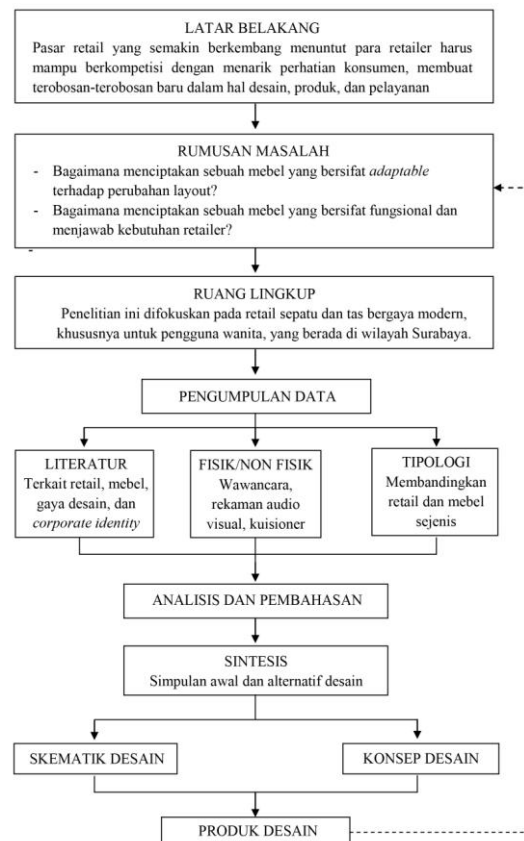 LATAR BELAKANG
Pasar retail yang semakin berkembang menuntut para retailer harus
mampu berkompetisi dengan menarik perhatian konsumen, membuat
terobosan-terobosan baru dalam hal desain, produk, dan pelayanan
RUMUSAN MASALAH
- Bagaimana menciptakan sebuah mebel yang bersifat adaptable
terhadap perubahan layout?
- Bagaimana menciptakan sebuah mebel yang bersifat fungsional dan
menjawab kebutuhan retailer?
-
RUANG LINGKUP
Penelitian ini difokuskan pada retail sepatu dan tas bergaya modern,
khususnya untuk pengguna wanita, yang berada di wilayah Surabaya.
PENGUMPULAN DATA
LITERATUR
Terkait retail, mebel,
gaya desain, dan
corporate identity
FISIK/NON FISIK
Wawancara,
rekaman audio
visual, kuisioner
TIPOLOGI
Membandingkan
retail dan mebel
sejenis
ANALISIS DAN PEMBAHASAN
SINTESIS
Simpulan awal dan alternatif desain
SKEMATIK DESAIN
KONSEP DESAIN
PRODUK DESAIN